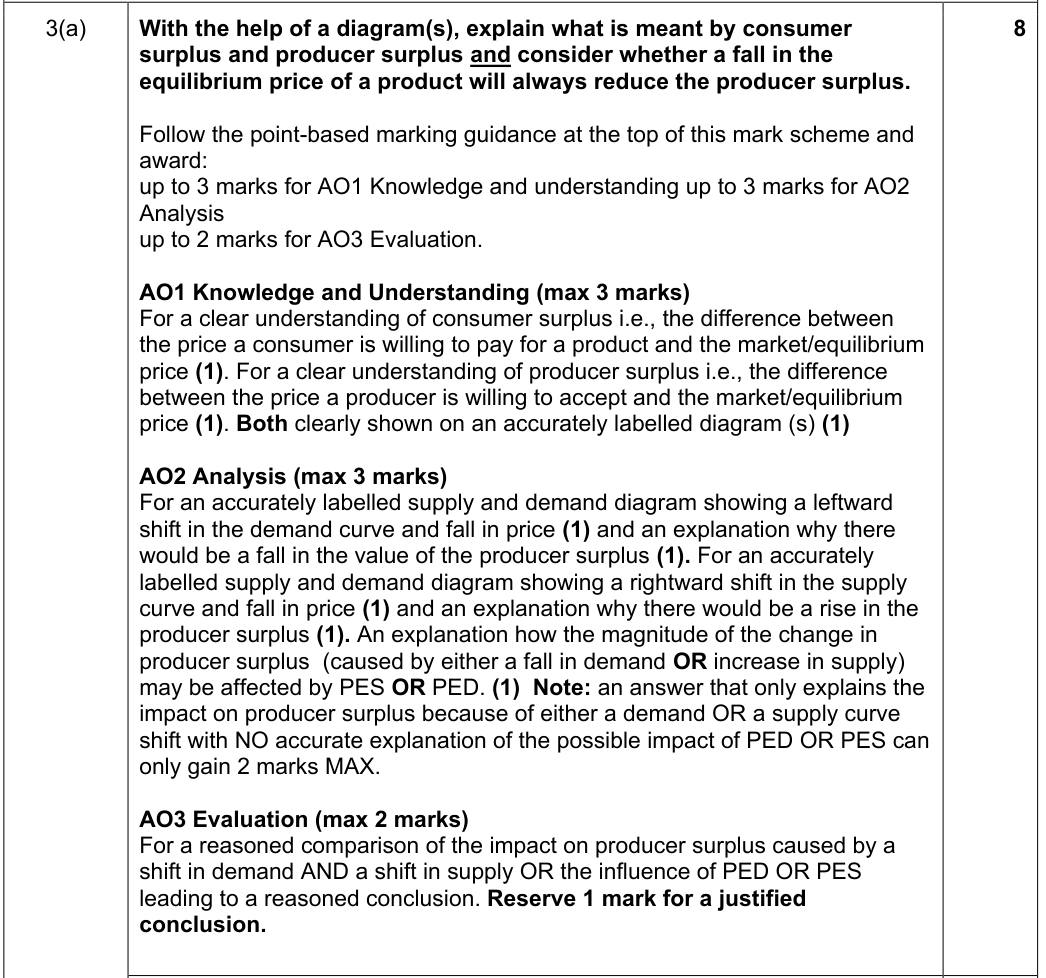 3(a) With the help of a diagram(s), explain what is meant by consumer 8
surplus and producer surplus and consider whether a fall in the
equilibrium price of a product will always reduce the producer surplus.
Follow the point-based marking guidance at the top of this mark scheme and
award:
up to 3 marks for AO1 Knowledge and understanding up to 3 marks for AO2
Analysis
up to 2 marks for AO3 Evaluation.
AO1 Knowledge and Understanding (max 3 marks)
For a clear understanding of consumer surplus i.e., the difference between
the price a consumer is willing to pay for a product and the market/equilibrium
price (1). For a clear understanding of producer surplus i.e., the difference
between the price a producer is willing to accept and the market/equilibrium
price (1). Both clearly shown on an accurately labelled diagram (s) (1)
AO2 Analysis (max 3 marks)
For an accurately labelled supply and demand diagram showing a leftward
shift in the demand curve and fall in price (1) and an explanation why there
would be a fall in the value of the producer surplus (1). For an accurately
labelled supply and demand diagram showing a rightward shift in the supply
curve and fall in price (1) and an explanation why there would be a rise in the
producer surplus (1). An explanation how the magnitude of the change in
producer surplus (caused by either a fall in demand OR increase in supply)
may be affected by PES OR PED. (1) Note: an answer that only explains the
impact on producer surplus because of either a demand OR a supply curve
shift with NO accurate explanation of the possible impact of PED OR PES can
only gain 2 marks MAX.
AO3 Evaluation (max 2 marks)
For a reasoned comparison of the impact on producer surplus caused by a
shift in demand AND a shift in supply OR the influence of PED OR PES
leading to a reasoned conclusion. Reserve 1 mark for a justified
conclusion.